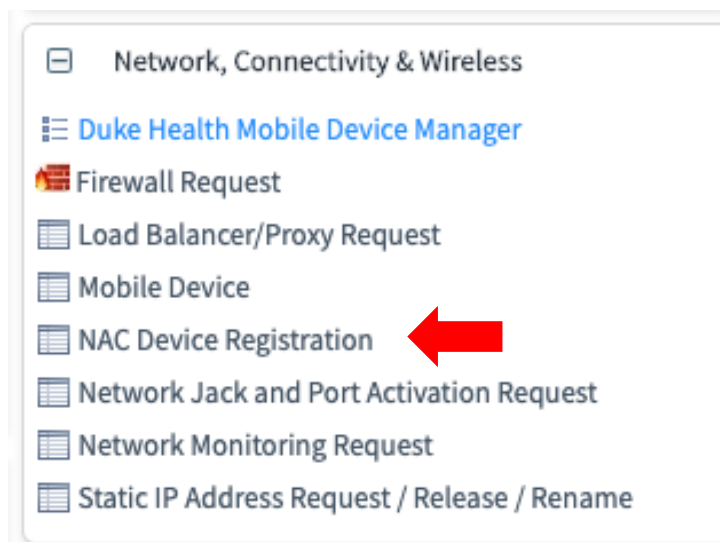 Network, Connectivity & Wireless
Duke Health Mobile Device Manager
Firewall Request
Load Balancer/Proxy Request
Mobile Device
NAC Device Registration
Network Jack and Port Activation Request
Network Monitoring Request
Static IP Address Request / Release / Rename